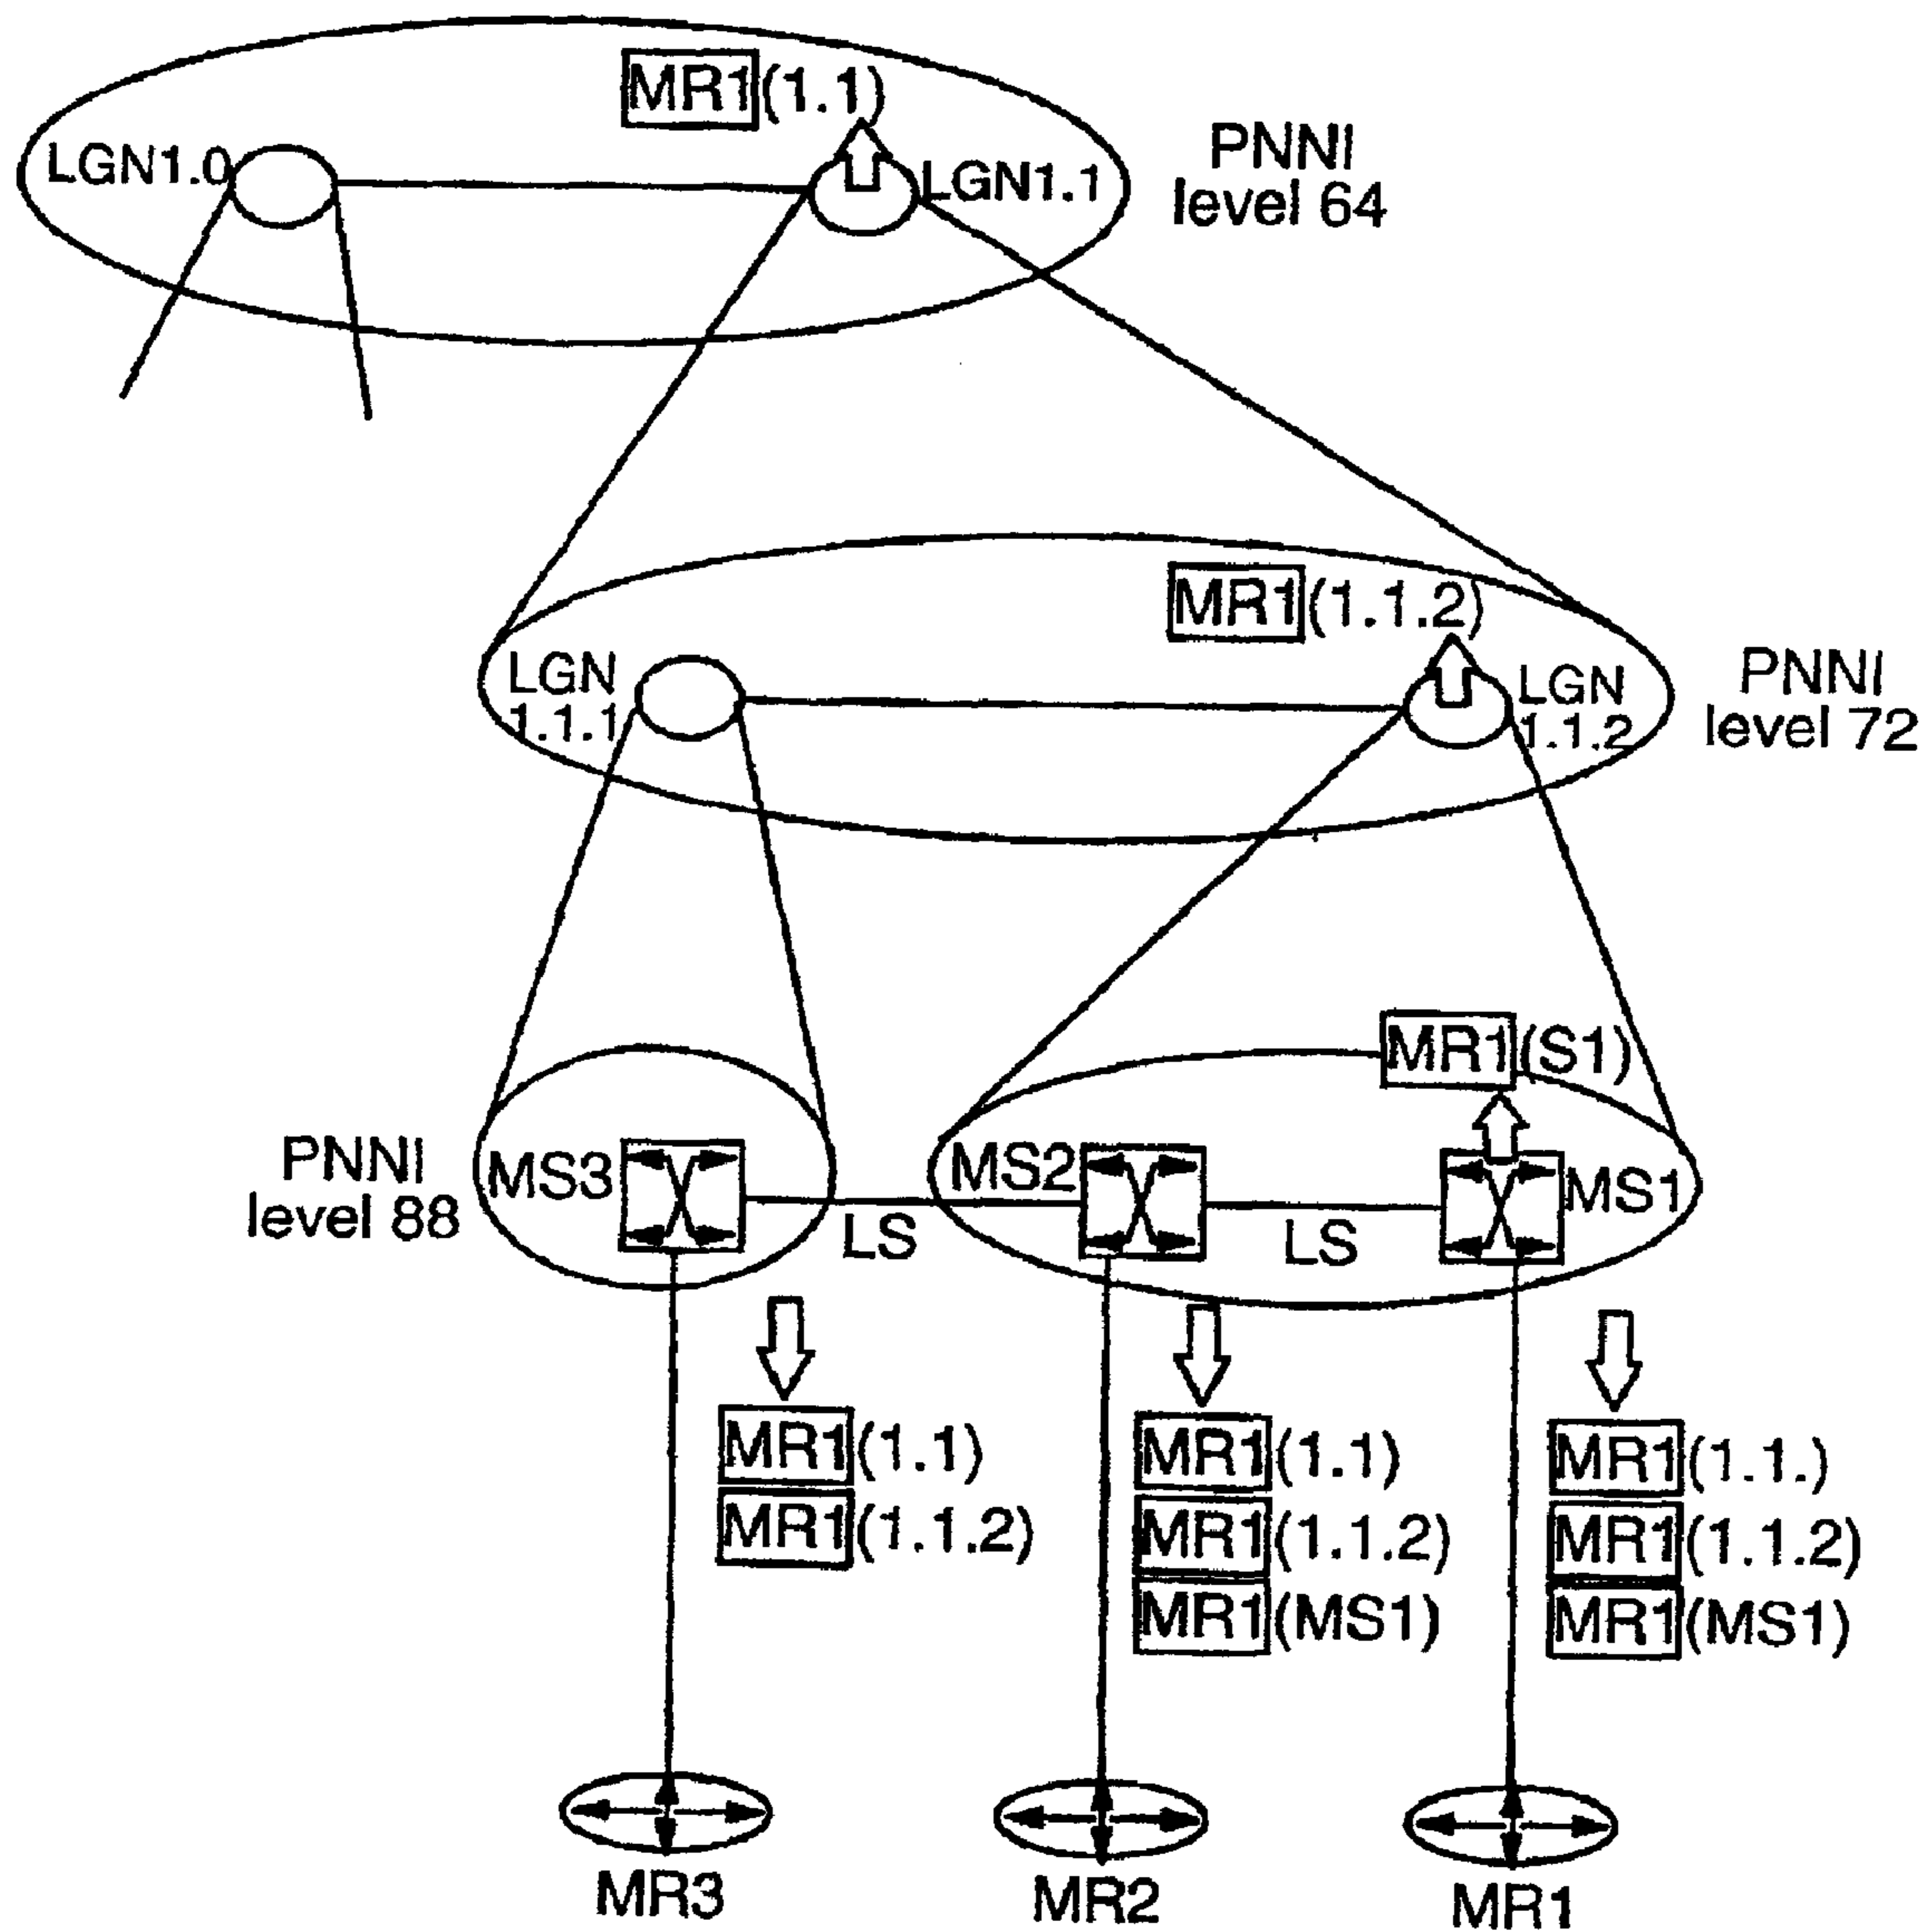 MR1(1.1)
LGN1.0
LGN1.1
PNNI
level 64
MR1(1.1.2)
LGN
1.1.1
LGN
1.1.2
PNNI
level 72
MR1(S1)
PNNI
level 88
MS3
LS
MS2
LS
MS1
MR1(1.1)
MR1(1.1.2)
MR1(1.1)
MR1(1.1.2)
MR1(MS1)
MR1(1.1.)
MR1(1.1.2)
MR1(MS1)
MR3
MR2
MR1